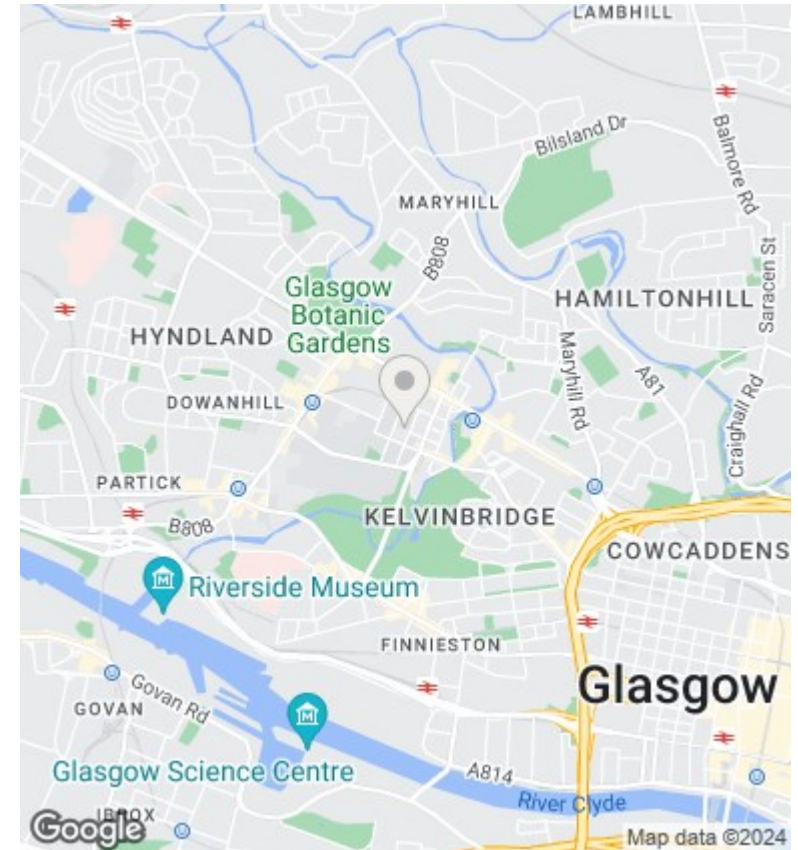 LAMBHILL
Bilsland Dr
Balmore Rd
MARYHILL
B808
Saracen St
Glasgow
Botanic
Gardens
HAMILTONHILL
HYNDLAND
Maryhill Rd
A81
DOWANHILL
Craighall Rd
PARTICK
KELVINBRIDGE
B808
COWCADDENS
Riverside Museum
FINNIESTON
Glasgow
GOVAN
Govan Rd
Glasgow Science Centre
A814
River Clyde
IBROX
Google
Map data ©2024